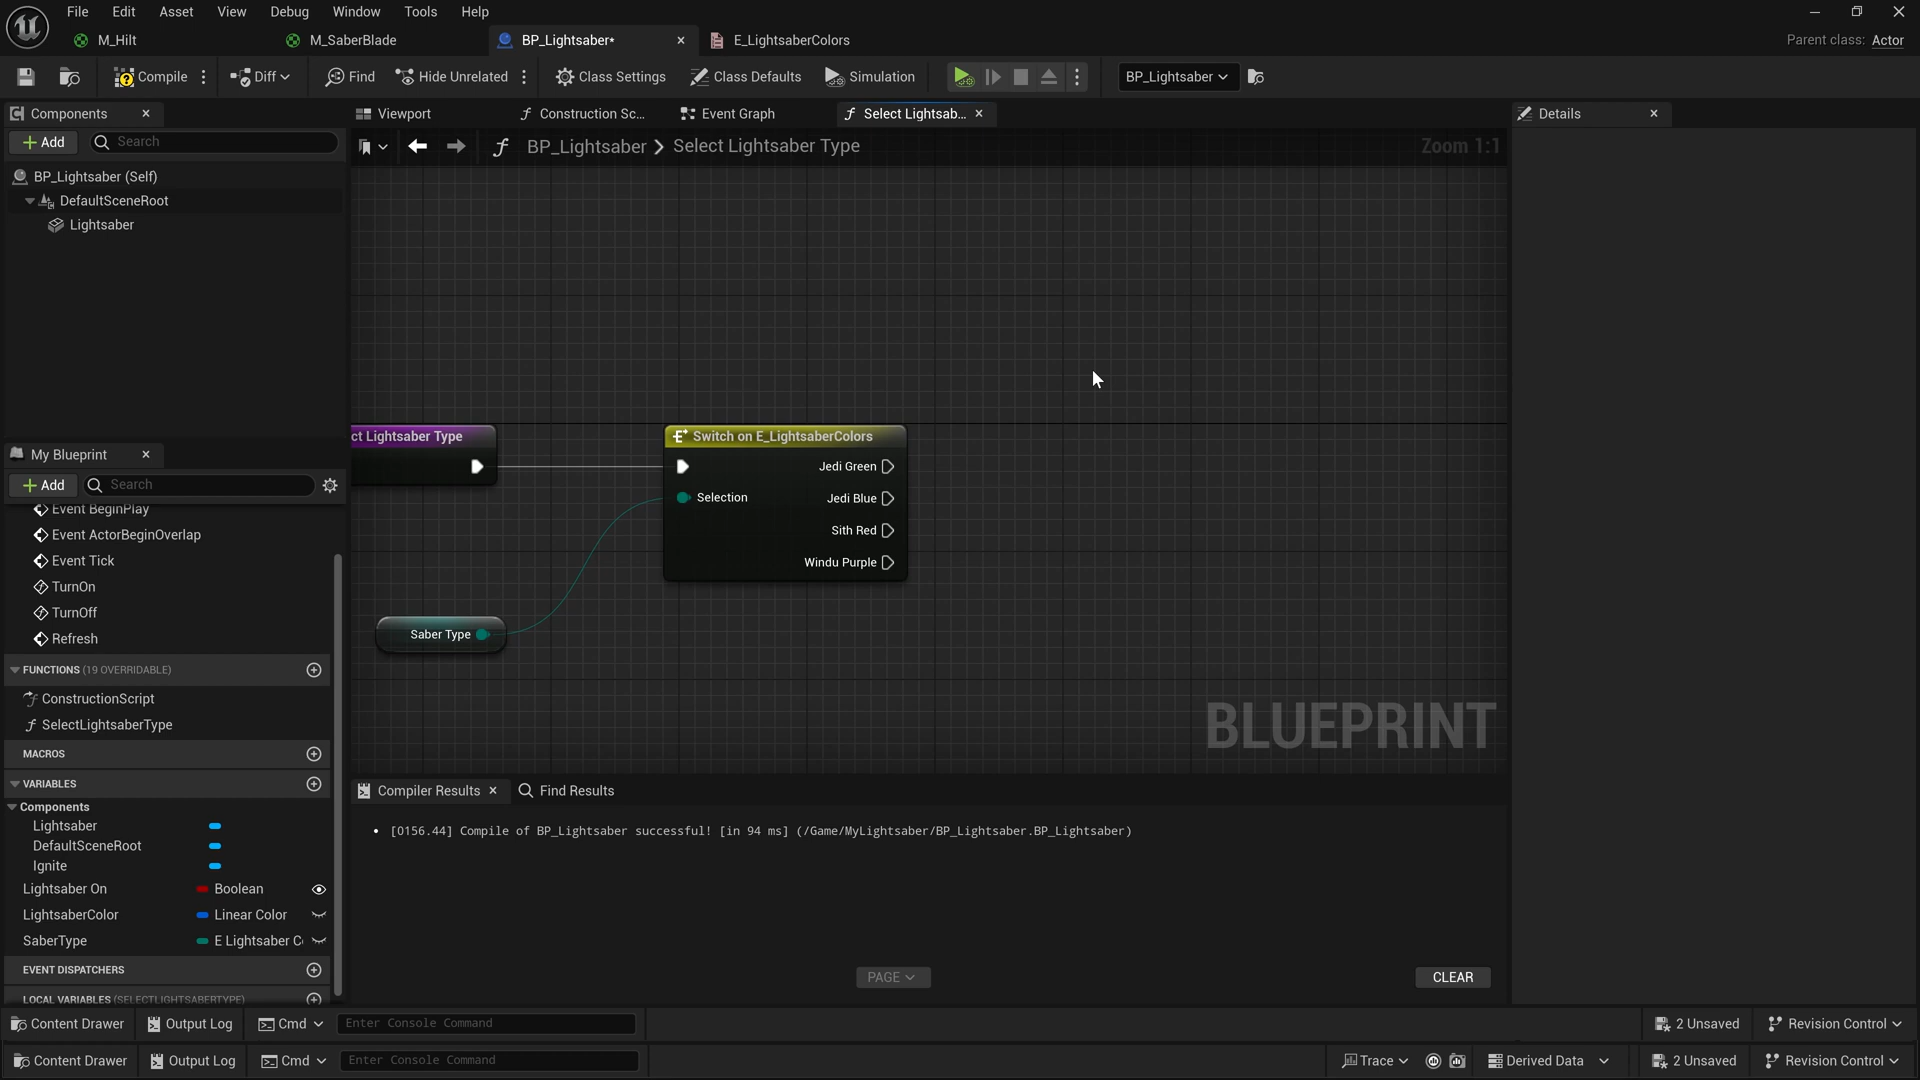 File Edit Asset View Debug Window Tools Help
M_Hilt
M_SaberBlade
BP_Lightsaber*
E_LightsaberColors
Parent class: Actor
Compile
Diff
Find
Hide Unrelated
Class Settings
Class Defaults
Simulation
BP_Lightsaber
Components
Add
Search
BP_Lightsaber (Self)
DefaultSceneRoot
Lightsaber
Viewport
Construction Sc...
Event Graph
Select Lightsab...
Details
BP_Lightsaber > Select Lightsaber Type
Zoom 1:1
ct Lightsaber Type
Switch on E_LightsaberColors
Jedi Green
Selection
Jedi Blue
Sith Red
Windu Purple
Saber Type
BLUEPRINT
My Blueprint
Add
Search
Event BeginPlay
Event ActorBeginOverlap
Event Tick
TurnOn
TurnOff
Refresh
FUNCTIONS (19 OVERRIDABLE)
ConstructionScript
SelectLightsaberType
MACROS
VARIABLES
Components
Lightsaber
DefaultSceneRoot
Ignite
Lightsaber On Boolean
LightsaberColor Linear Color
SaberType E Lightsaber C
EVENT DISPATCHERS
LOCAL VARIABLES (SELECTLIGHTSABERTYPE)
Compiler Results
Find Results
• [0156.44] Compile of BP_Lightsaber successful! [in 94 ms] (/Game/MyLightsaber/BP_Lightsaber.BP_Lightsaber)
PAGE
CLEAR
Content Drawer Output Log Cmd Enter Console Command 2 Unsaved Revision Control
Content Drawer Output Log Cmd Enter Console Command Trace Derived Data 2 Unsaved Revision Control